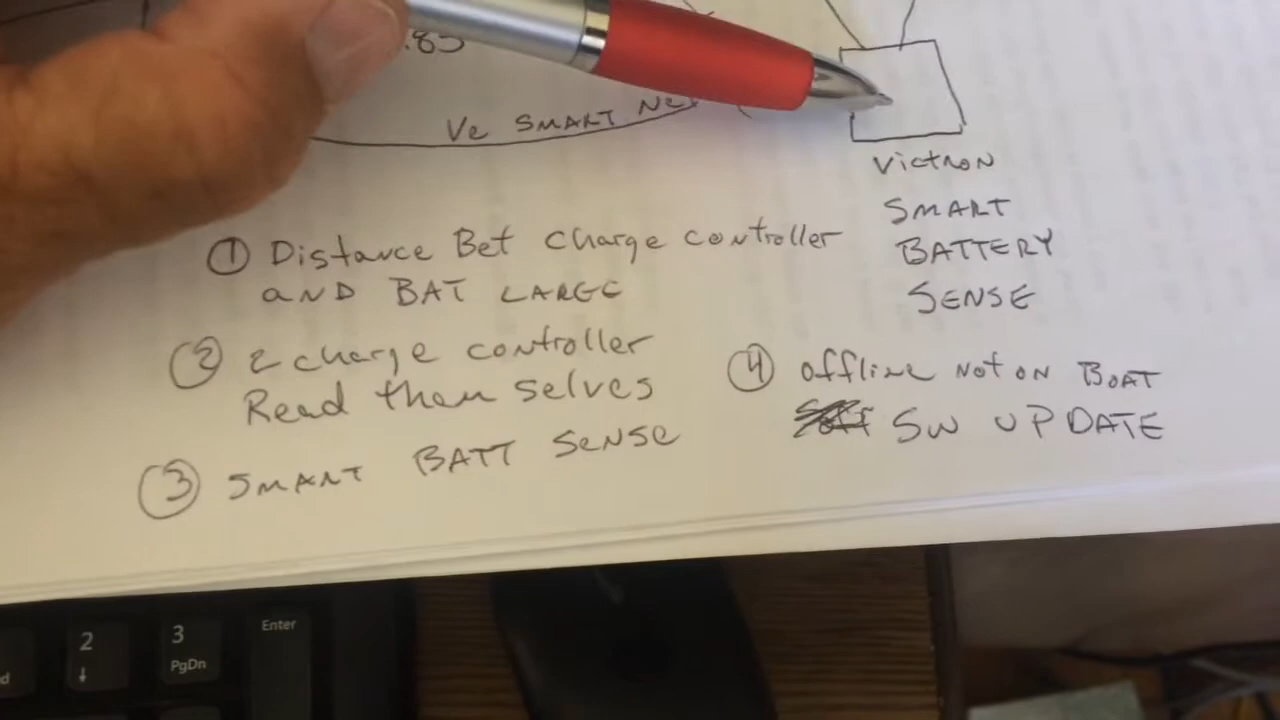 .85
Ve SMART Ne
Victron
SMART
BATTERY
SENSE
① Distance Bet charge controller
AND BAT LARGE
② 2 charge controller
Read them selves
③ SMART BATT SENSE
④ offline Not on BOAT
SW UPDATE
2
↓
3
PgDn
Enter